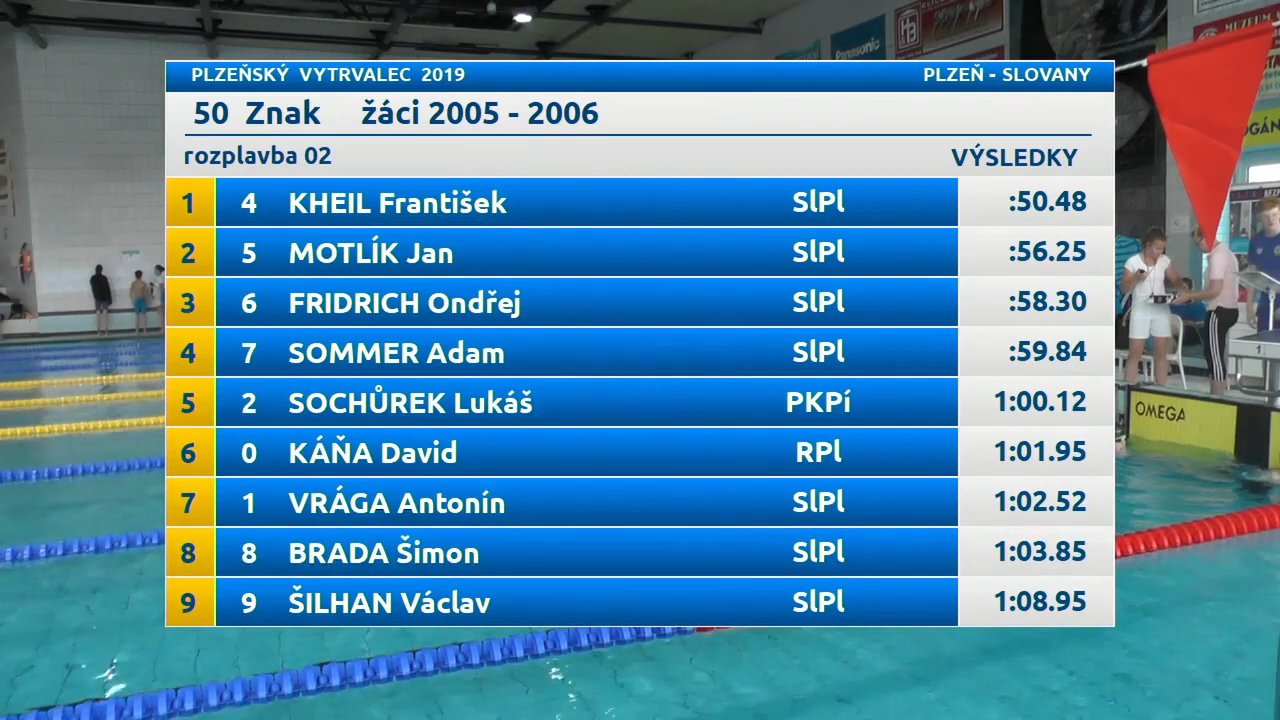 PLZEŇSKÝ VYTRVALEC 2019 PLZEŇ - SLOVANY
50 Znak žáci 2005 - 2006
rozplavba 02 VÝSLEDKY
1 4 KHEIL František SlPl :50.48
2 5 MOTLÍK Jan SlPl :56.25
3 6 FRIDRICH Ondřej SlPl :58.30
4 7 SOMMER Adam SlPl :59.84
5 2 SOCHŮREK Lukáš PKPí 1:00.12
6 0 KÁŇA David RPl 1:01.95
7 1 VRÁGA Antonín SlPl 1:02.52
8 8 BRADA Šimon SlPl 1:03.85
9 9 ŠILHAN Václav SlPl 1:08.95
Panasonic
MUZEUM
OMEGA
1